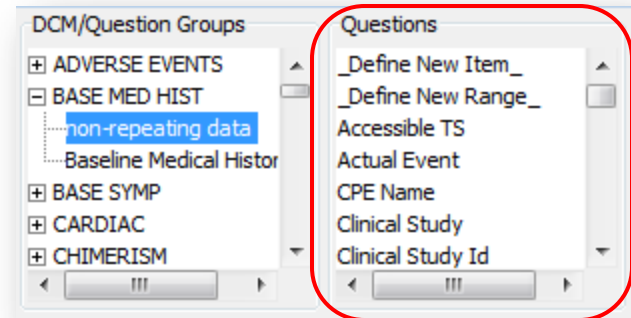 DCM/Question Groups
ADVERSE EVENTS
BASE MED HIST
non-repeating data
Baseline Medical Histor
BASE SYMP
CARDIAC
CHIMERISM
Questions
_Define New Item_
_Define New Range_
Accessible TS
Actual Event
CPE Name
Clinical Study
Clinical Study Id